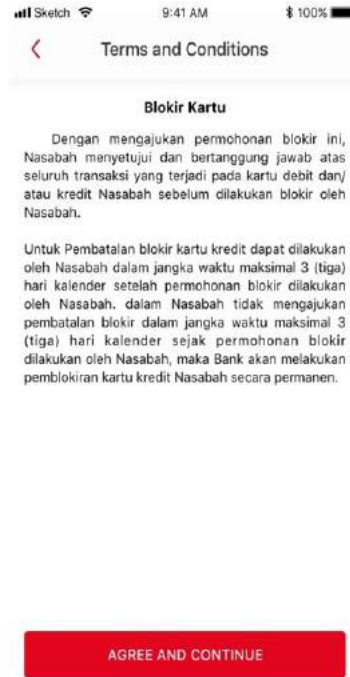 Sketch 9:41 AM 100%
Terms and Conditions
Blokir Kartu
Dengan mengajukan permohonan blokir ini,
Nasabah menyetujui dan bertanggung jawab atas
seluruh transaksi yang terjadi pada kartu debit dan/
atau kredit Nasabah sebelum dilakukan blokir oleh
Nasabah.
Untuk Pembatalan blokir kartu kredit dapat dilakukan
oleh Nasabah dalam jangka waktu maksimal 3 (tiga)
hari kalender setelah permohonan blokir dilakukan
oleh Nasabah. dalam Nasabah tidak mengajukan
pembatalan blokir dalam jangka waktu maksimal 3
(tiga) hari kalender sejak permohonan blokir
dilakukan oleh Nasabah, maka Bank akan melakukan
pemblokiran kartu kredit Nasabah secara permanen.
AGREE AND CONTINUE